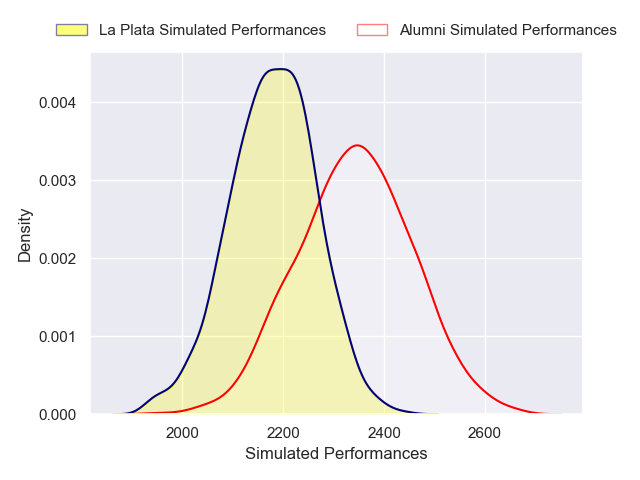 La Plata Simulated Performances Alumni Simulated Performances
0.004
0.003
0.002
0.001
0.000
Density
2000 2200 2400 2600
Simulated Performances